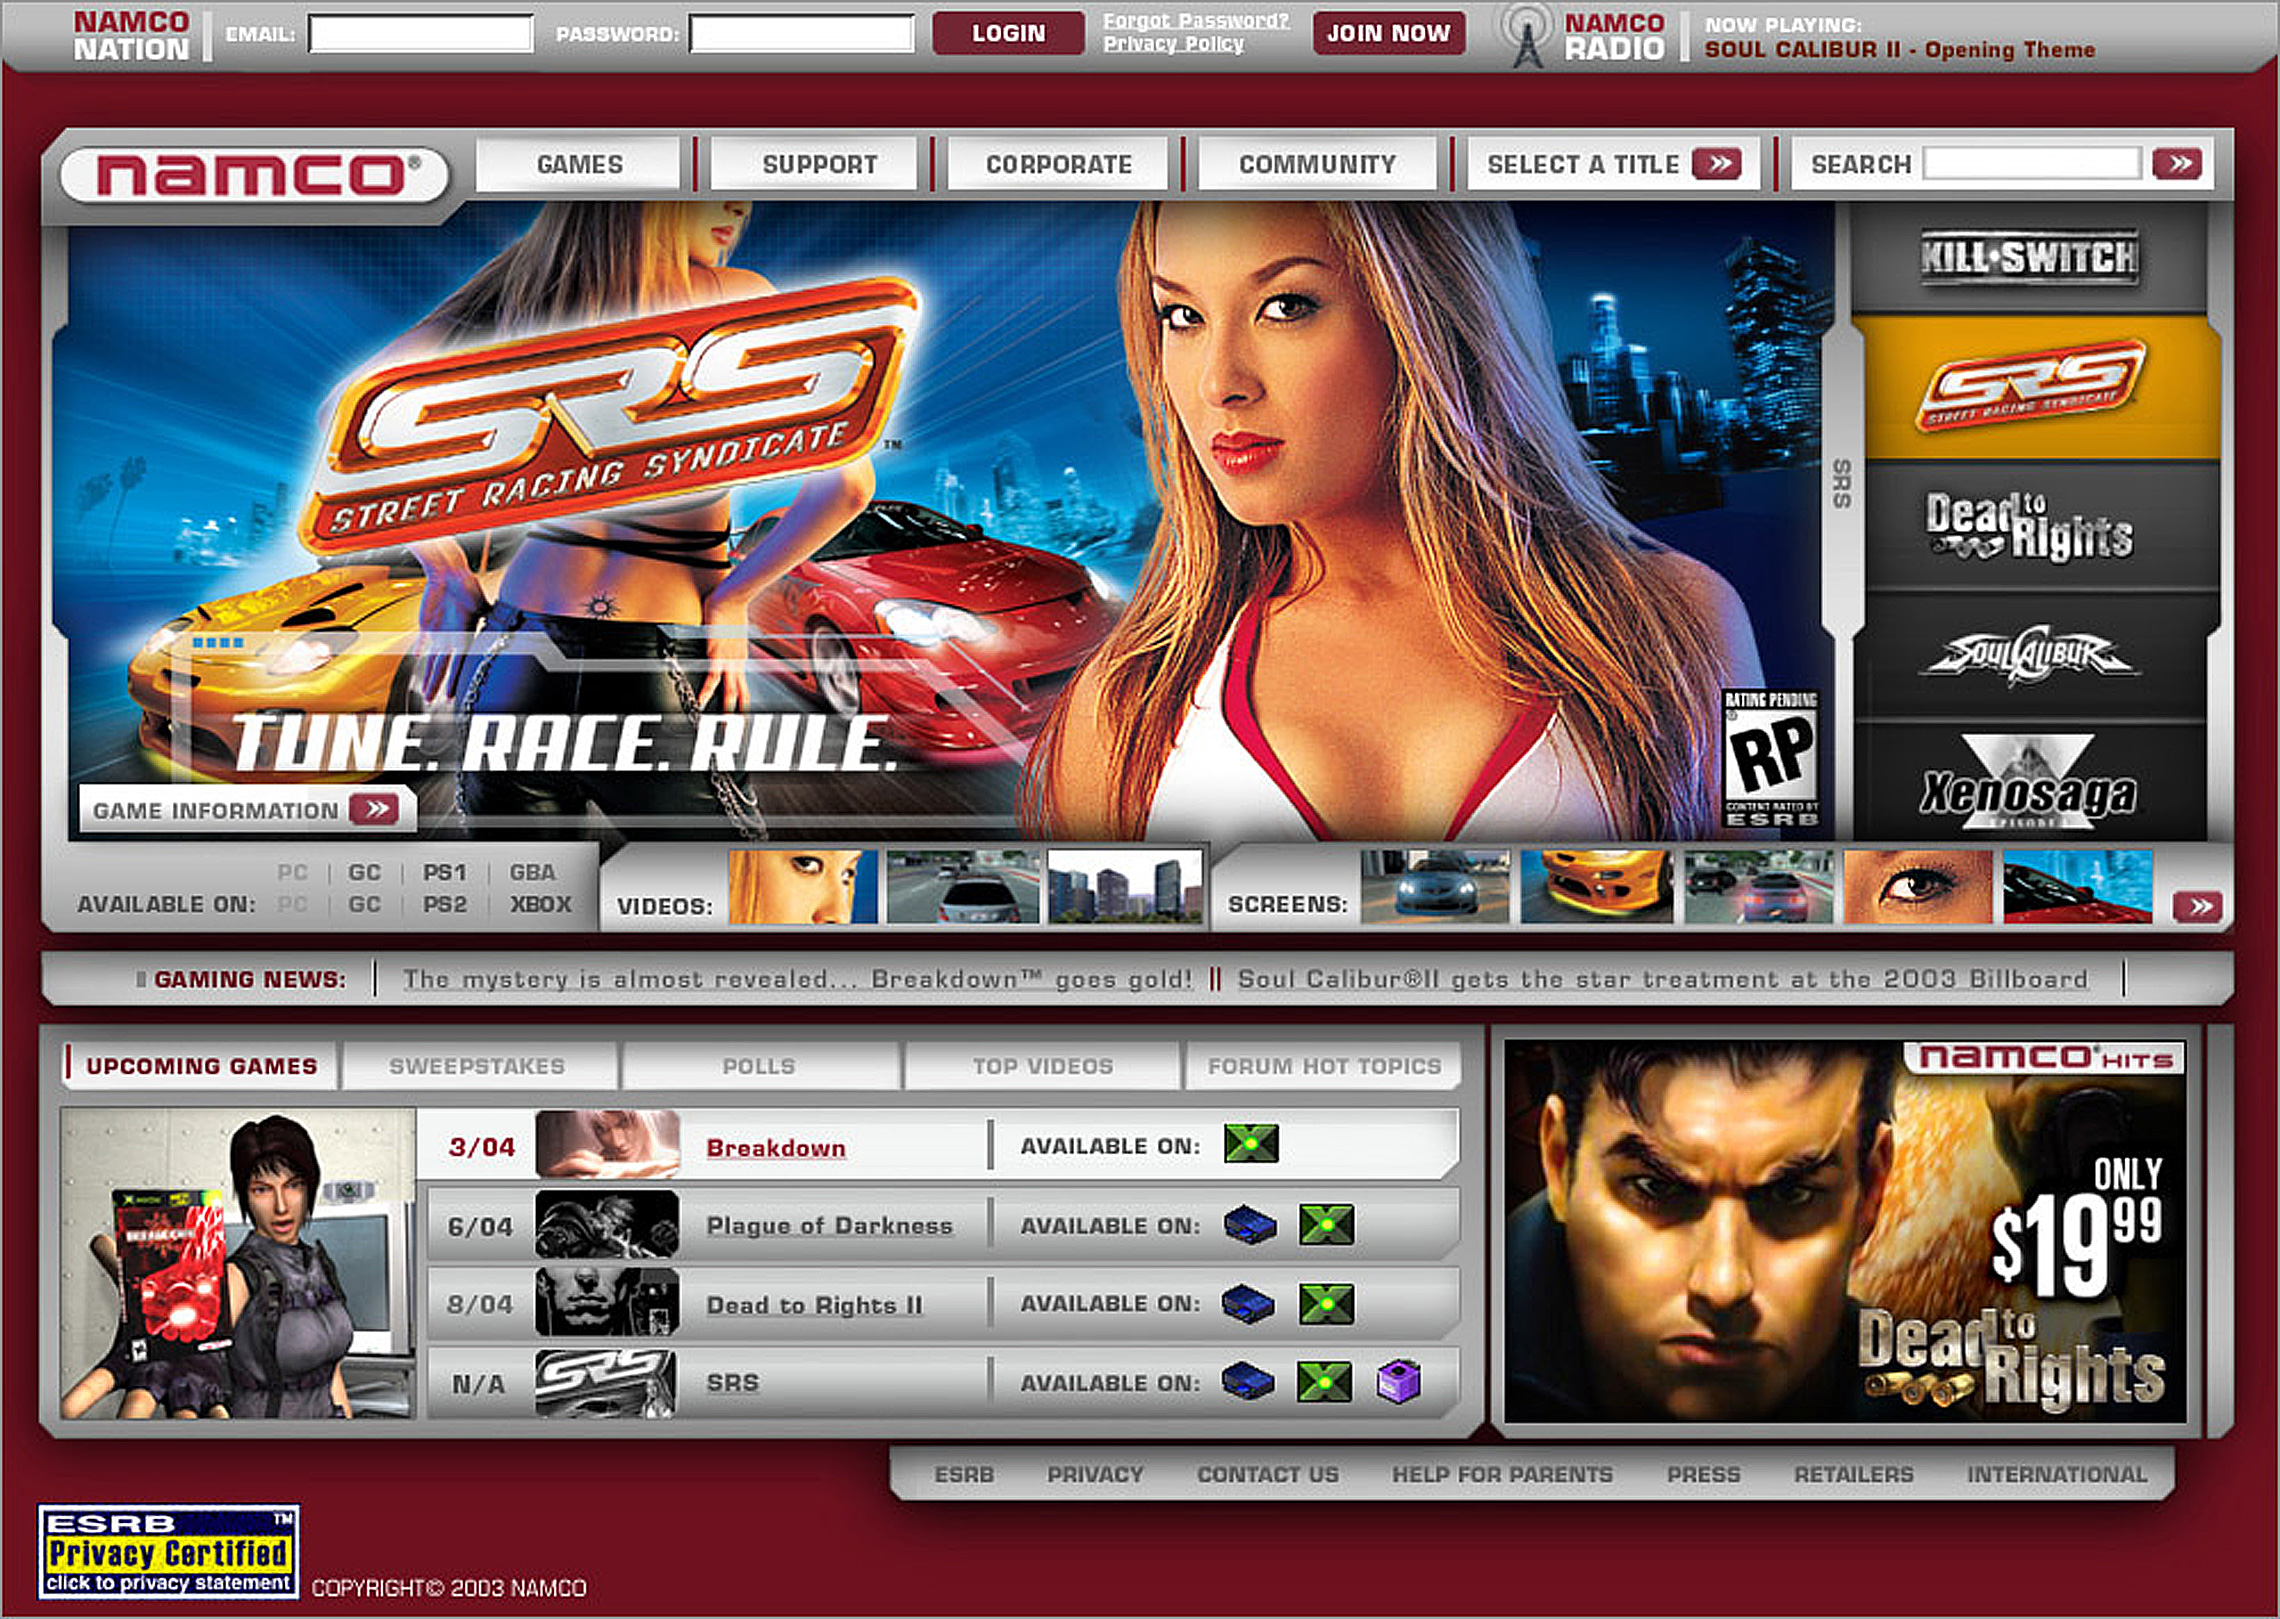 NAMCO
NATION
EMAIL:
PASSWORD:
LOGIN
Forgot Password?
Privacy Policy
JOIN NOW
NAMCO
RADIO
NOW PLAYING:
SOUL CALIBUR II - Opening Theme
namco®
GAMES
SUPPORT
CORPORATE
COMMUNITY
SELECT A TITLE
SEARCH
SRS
STREET RACING SYNDICATE™
TUNE. RACE. RULE.
GAME INFORMATION
RATING PENDING
RP
CONTENT RATED BY
ESRB
SRS
KILL•SWITCH
SRS
STREET RACING SYNDICATE
Dead to Rights
SOULCALIBUR
Xenosaga
EPISODE I
PC | GC | PS1 | GBA
AVAILABLE ON: PC | GC | PS2 | XBOX
VIDEOS:
SCREENS:
GAMING NEWS:
The mystery is almost revealed... Breakdown™ goes gold! || Soul Calibur®II gets the star treatment at the 2003 Billboard
UPCOMING GAMES
SWEEPSTAKES
POLLS
TOP VIDEOS
FORUM HOT TOPICS
3/04 Breakdown AVAILABLE ON:
6/04 Plague of Darkness AVAILABLE ON:
8/04 Dead to Rights II AVAILABLE ON:
N/A SRS SRS AVAILABLE ON:
namco® HITS
ONLY
$19.99
Dead to Rights
ESRB
PRIVACY
CONTACT US
HELP FOR PARENTS
PRESS
RETAILERS
INTERNATIONAL
ESRB™
Privacy Certified
click to privacy statement
COPYRIGHT© 2003 NAMCO